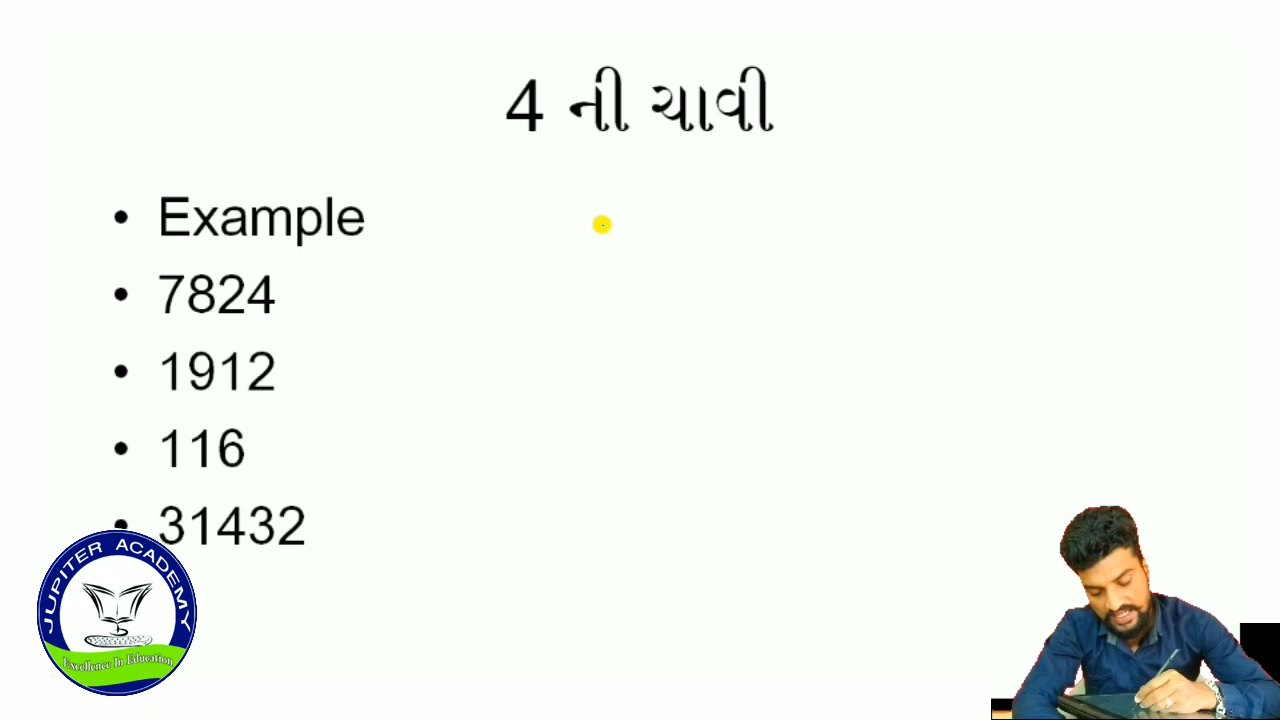 4 ની ચાવી
• Example
• 7824
• 1912
• 116
• 31432
JUPITER ACADEMY
Excellence In Education